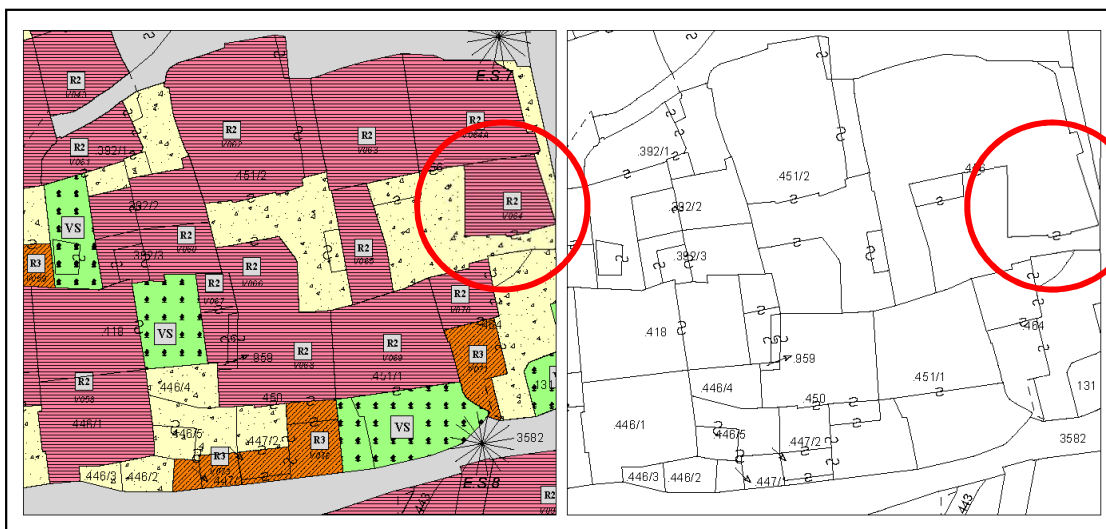 R2
V043
E.S.7
R2
V062
R2
V063
R2
V064A
R2
V061
.392/1
.451/2
R2
V064
.392/2
VS
R2
V060
.392/3
R2
V065
R2
V066
R3
V059
R2
V067
R2
V070
.484
.418
VS
R2
V068
R2
V069
R3
V071
.959
.451/1
R2
V058
.446/4
.450
131
446/1
.446/5
447/2
R3
V072
VS
3582
R3
V073
446/3
446/2
.447/1
E.S.8
443
R2
.392/1
.451/2
.392/2
.392/3
.418
.484
.959
.451/1
.446/4
.450
131
446/1
.446/5
447/2
3582
446/3
446/2
.447/1
443